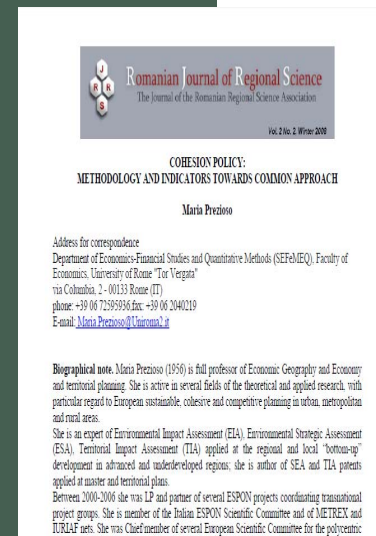 J
R R
S
Romanian Journal of Regional Science
The Journal of the Romanian Regional Science Association
Vol. 2 No. 2, Winter 2008
COHESION POLICY:
METHODOLOGY AND INDICATORS TOWARDS COMMON APPROACH
Maria Prezioso
Address for correspondence
Department of Economics-Financial Studies and Quantitative Methods (SEFeMEQ), Faculty of
Economics, University of Rome "Tor Vergata"
via Columbia, 2 - 00133 Rome (IT)
phone: +39 06 72595936,fax: +39 06 2040219
E-mail: Maria.Prezioso@Uniroma2.it
Biographical note. Maria Prezioso (1956) is full professor of Economic Geography and Economy
and territorial planning. She is active in several fields of the theoretical and applied research, with
particular regard to European sustainable, cohesive and competitive planning in urban, metropolitan
and rural areas.
She is an expert of Environmental Impact Assessment (EIA), Environmental Strategic Assessment
(ESA), Territorial Impact Assessment (TIA) applied at the regional and local "bottom-up"
development in advanced and underdeveloped regions; she is author of SEA and TIA patents
applied at master and territorial plans.
Between 2000-2006 she was LP and partner of several ESPON projects coordinating transnational
project groups. She is member of the Italian ESPON Scientific Committee and of METREX and
IURIAF nets. She was Chief member of several European Scientific Committee for the polycentric